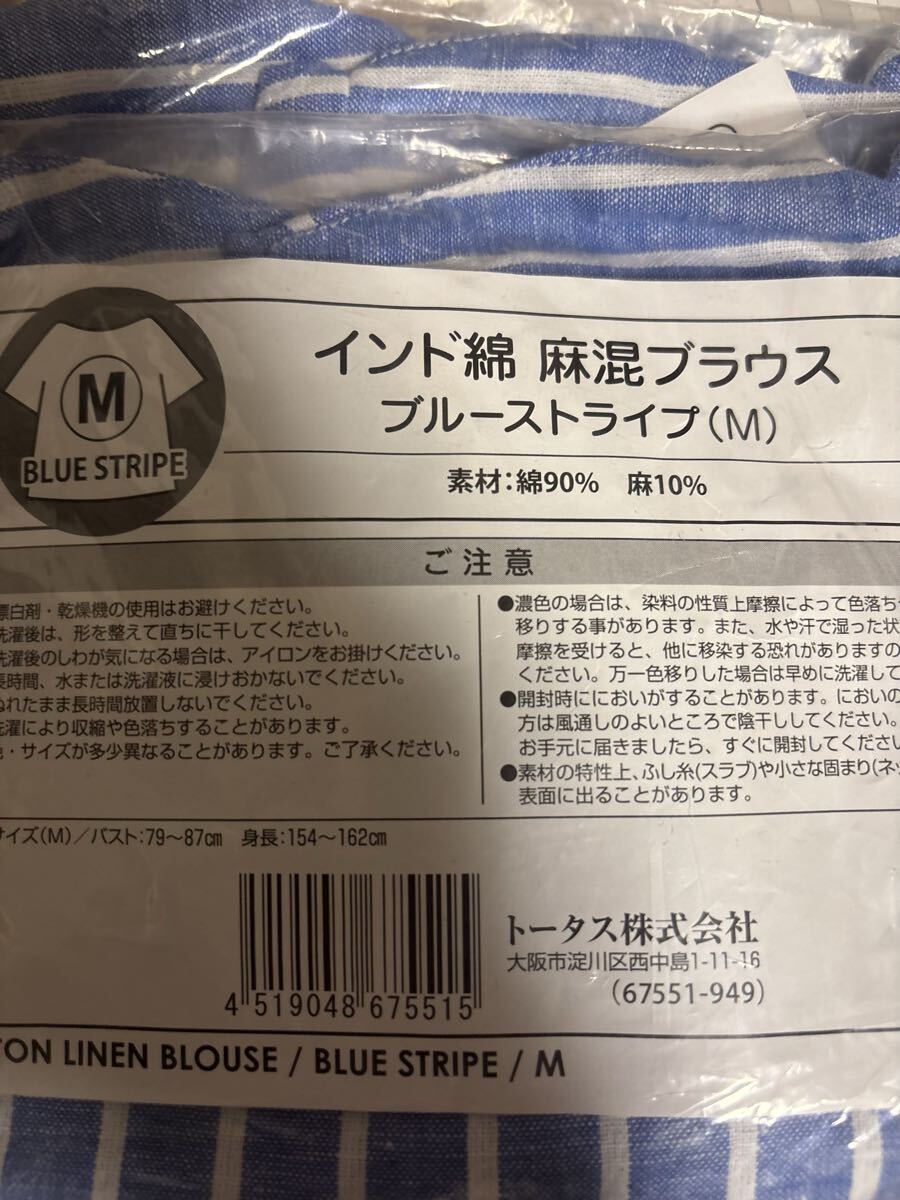 インド綿 麻混ブラウス
ブルーストライプ(M)
M
BLUE STRIPE
素材：綿90% 麻10%
ご注意
漂白剤・乾燥機の使用はお避けください。
洗濯後は、形を整えて直ちに干してください。
洗濯後のしわが気になる場合は、アイロンをお掛けください。
長時間、水または洗濯液に浸けおかないでください。
ぬれたまま長時間放置しないでください。
洗濯により収縮や色落ちすることがあります。
色・サイズが多少異なることがあります。ご了承ください。
●濃色の場合は、染料の性質上摩擦によって色落ち
移りする事があります。また、水や汗で湿った状
摩擦を受けると、他に移染する恐れがありますの
ください。万一色移りした場合は早めに洗濯して
●開封時ににおいがすることがあります。においの
方は風通しのよいところで陰干ししてください。
お手元に届きましたら、すぐに開封してくださ
●素材の特性上、ふし糸(スラブ)や小さな固まり(ネッ
表面に出ることがあります。
サイズ(M)/バスト：79～87㎝ 身長：154～162㎝
4 519048 675515
トータス株式会社
大阪市淀川区西中島1-11-16
(67551-949)
TON LINEN BLOUSE / BLUE STRIPE / M